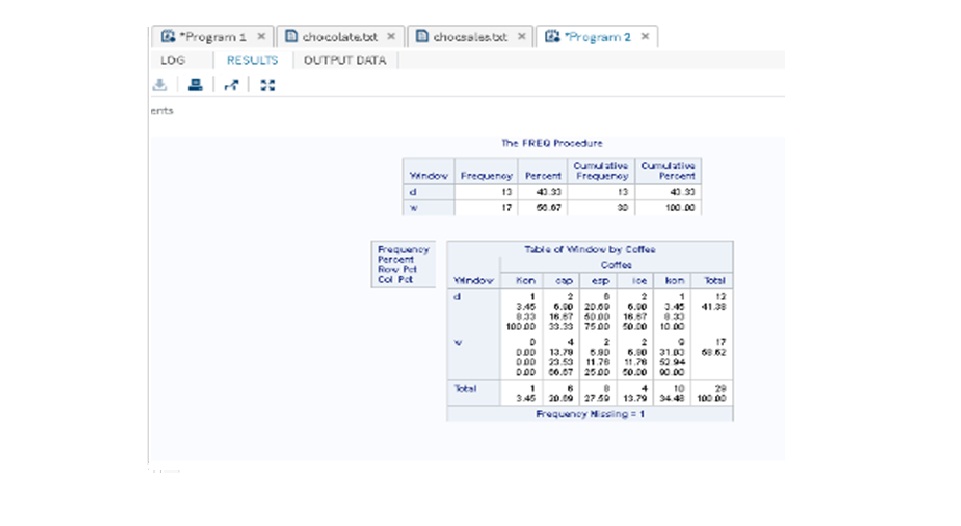 *Program 1 × chocolate.txt × chocsales.txt × *Program 2 ×
LOG RESULTS OUTPUT DATA
ents
The FREQ Procedure
Window Frequency Percent Cumulative Frequency Cumulative Percent
d 13 43.33 13 43.33
w 17 56.67 30 100.00
Frequency
Percent
Row Pct
Col Pct
Table of Window by Coffee
Coffee
Window Kon cap esp ice kon Total
d 1 2 6 2 1 12
3.45 6.90 20.69 6.90 3.45 41.38
8.33 16.67 50.00 16.67 8.33
100.00 33.33 75.00 50.00 10.00
w 0 4 2 2 9 17
0.00 13.79 6.90 6.90 31.03 58.62
0.00 23.53 11.76 11.76 52.94
0.00 66.67 25.00 50.00 90.00
Total 1 6 8 4 10 29
3.45 20.69 27.59 13.79 34.48 100.00
Frequency Missing = 1